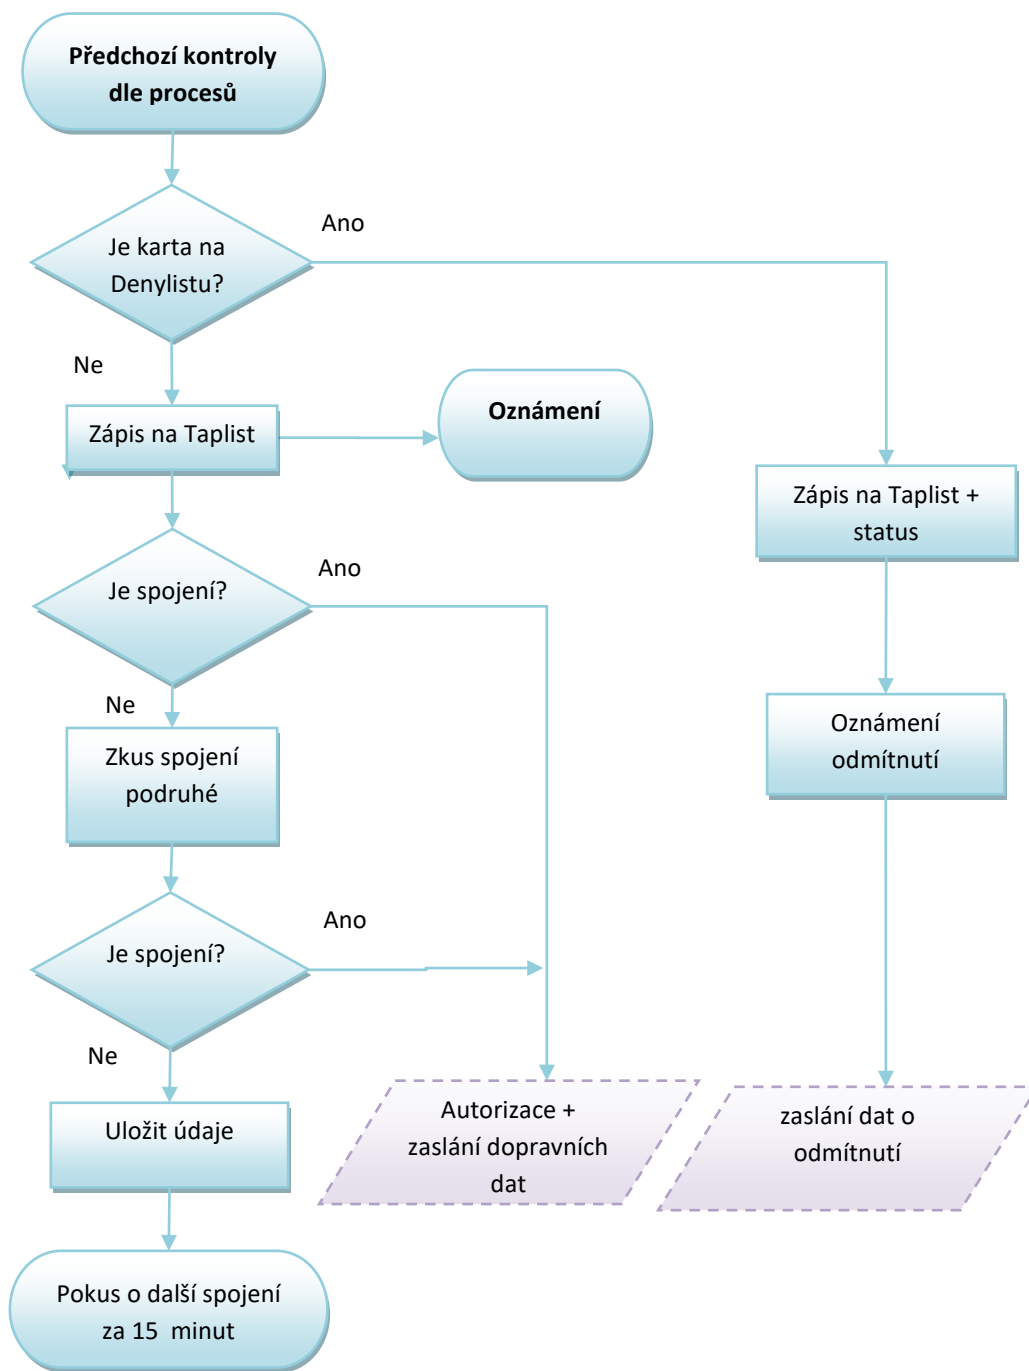 Předchozí kontroly
dle procesů
Je karta na
Denylistu?
Ano
Ne
Zápis na Taplist
Oznámení
Zápis na Taplist +
status
Je spojení?
Ano
Ne
Zkus spojení
podruhé
Oznámení
odmítnutí
Je spojení?
Ano
Ne
Uložit údaje
Autorizace +
zaslání dopravních
dat
zaslání dat o
odmítnutí
Pokus o další spojení
za 15  minut